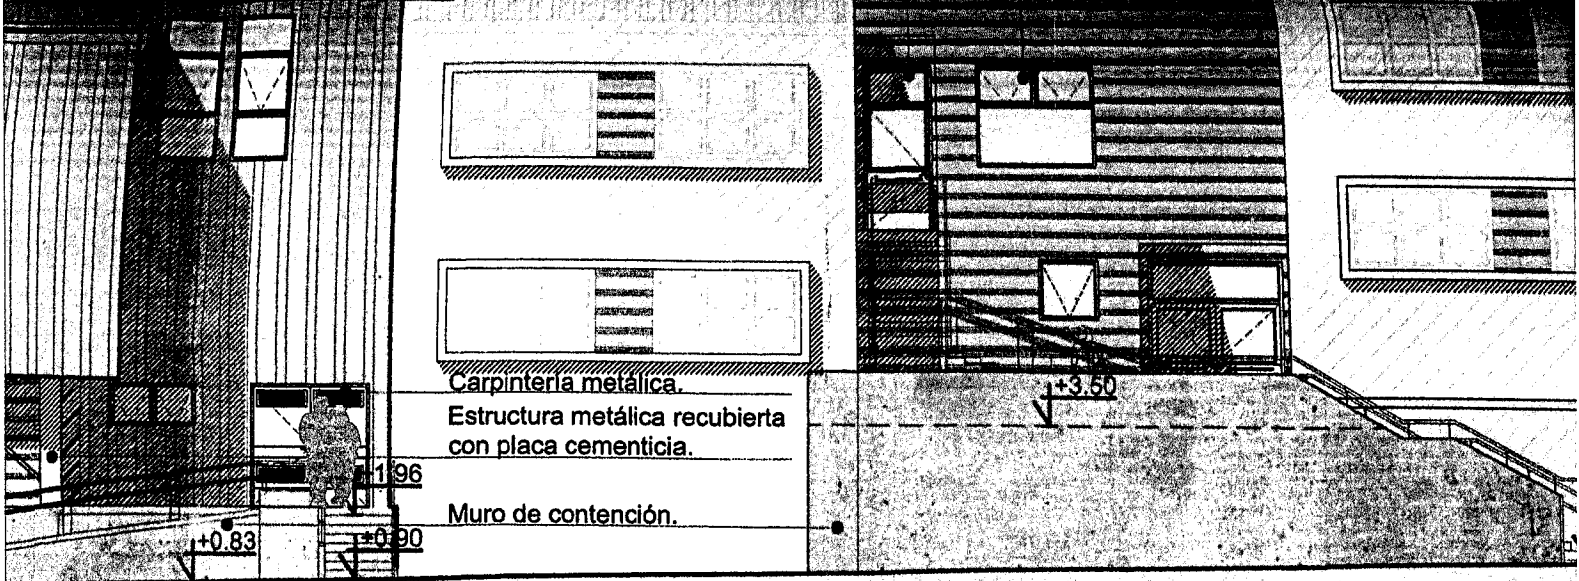 Carpintería metálica.
+3.50
Estructura metálica recubierta
con placa cementicia.
+1.96
Muro de contención.
+0.83
+0.90